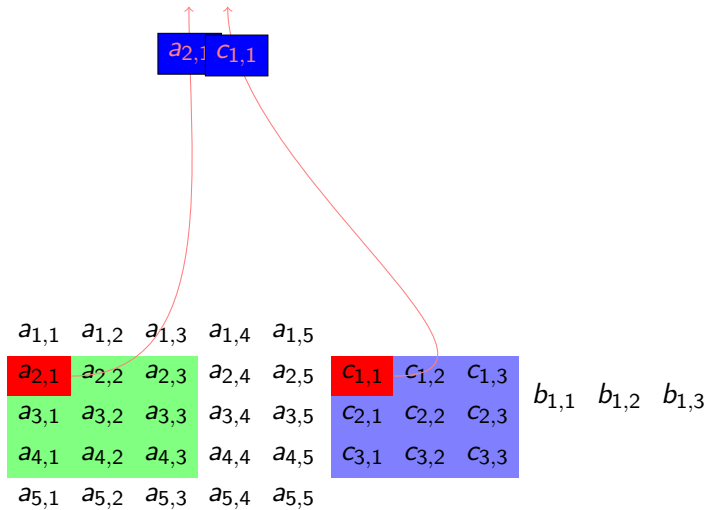 a2,1 c1,1
a1,1 a1,2 a1,3 a1,4 a1,5
a2,1 a2,2 a2,3 a2,4 a2,5 c1,1 c1,2 c1,3
b1,1 b1,2 b1,3
a3,1 a3,2 a3,3 a3,4 a3,5 c2,1 c2,2 c2,3
a4,1 a4,2 a4,3 a4,4 a4,5 c3,1 c3,2 c3,3
a5,1 a5,2 a5,3 a5,4 a5,5